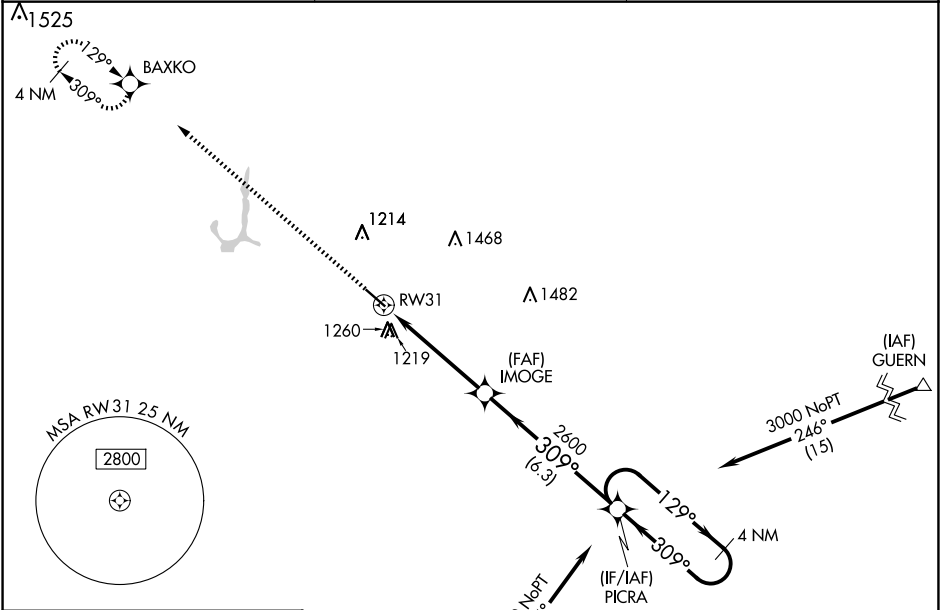 1525
129°
BAXKO
4 NM
309°
1214
1468
1482
RW31
1260
1219
(FAF)
IMOGE
(IAF)
GUERN
3000 NoPT
246°
(15)
MSA RW31 25 NM
2800
2600
309°
(6.3)
129°
4 NM
309°
(IF/IAF)
PICRA
NoPT